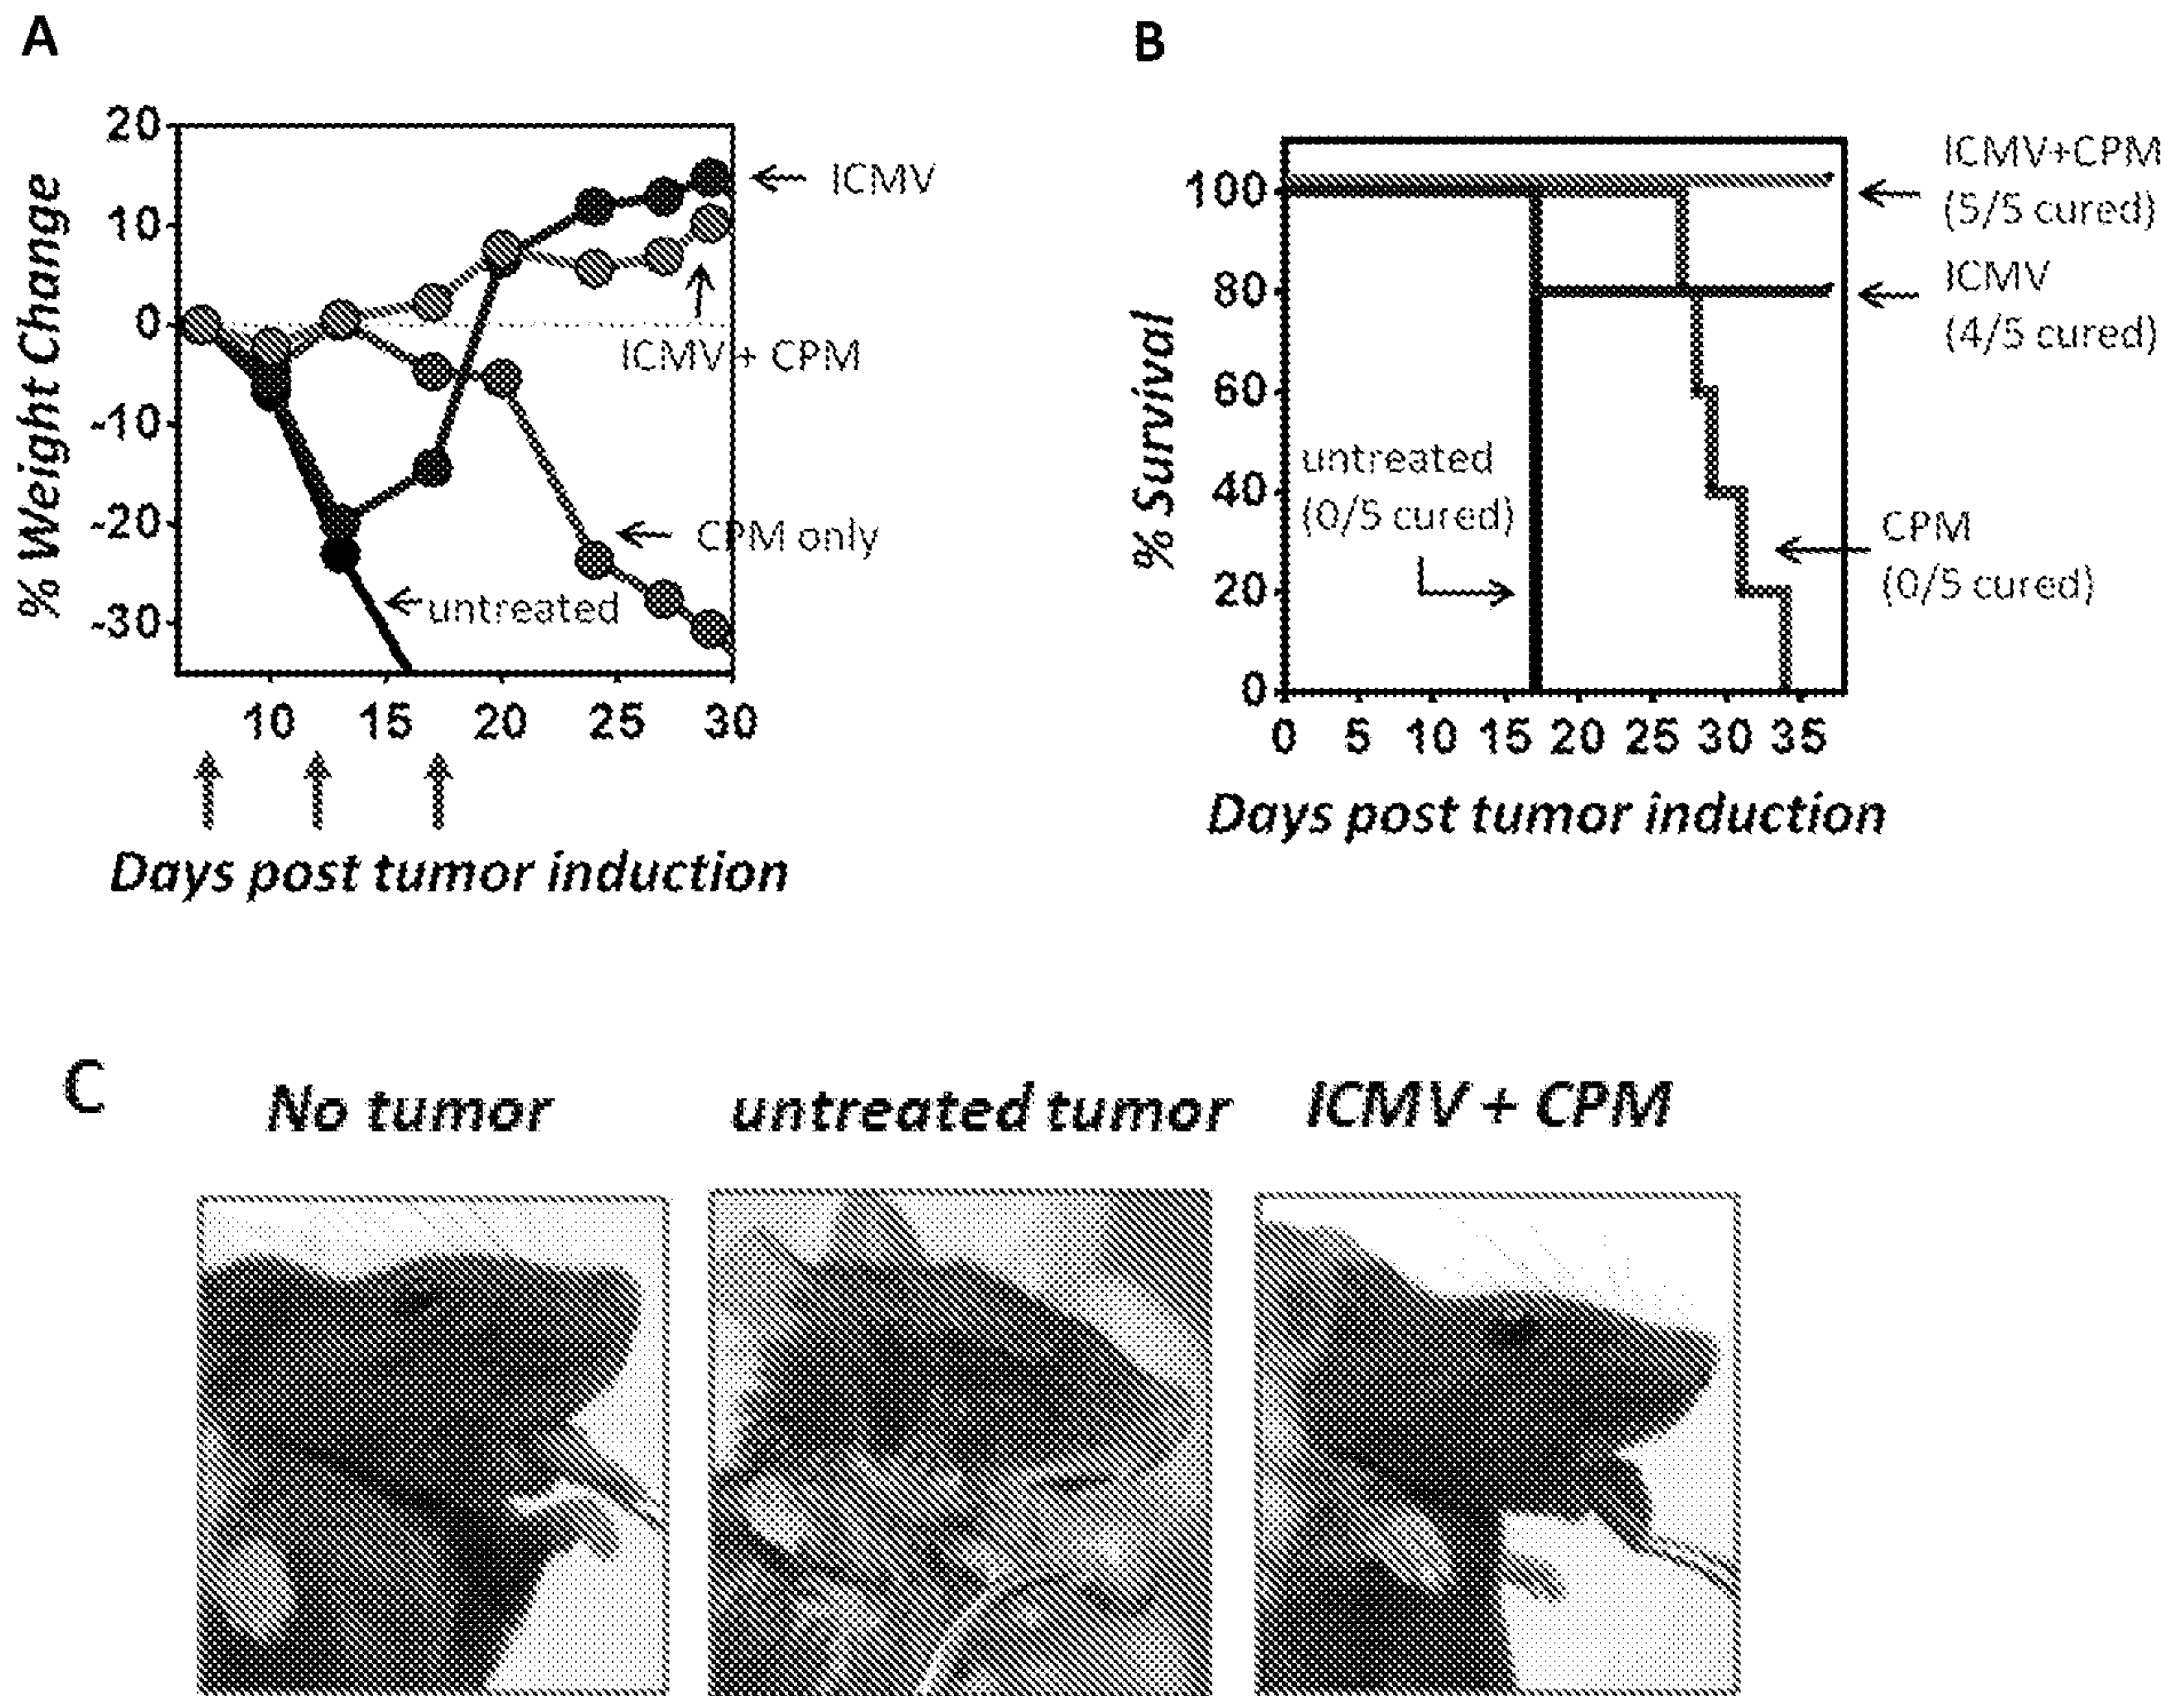 A
% Weight Change
20
10
0
-10
-20
-30
10 15 20 25 30
ICMV
ICMV + CPM
CPM only
untreated
Days post tumor induction
B
% Survival
100
80
60
40
20
0
0 5 10 15 20 25 30 35
ICMV+CPM
(5/5 cured)
ICMV
(4/5 cured)
untreated
(0/5 cured)
CPM
(0/5 cured)
Days post tumor induction
C
No tumor
untreated tumor
ICMV + CPM